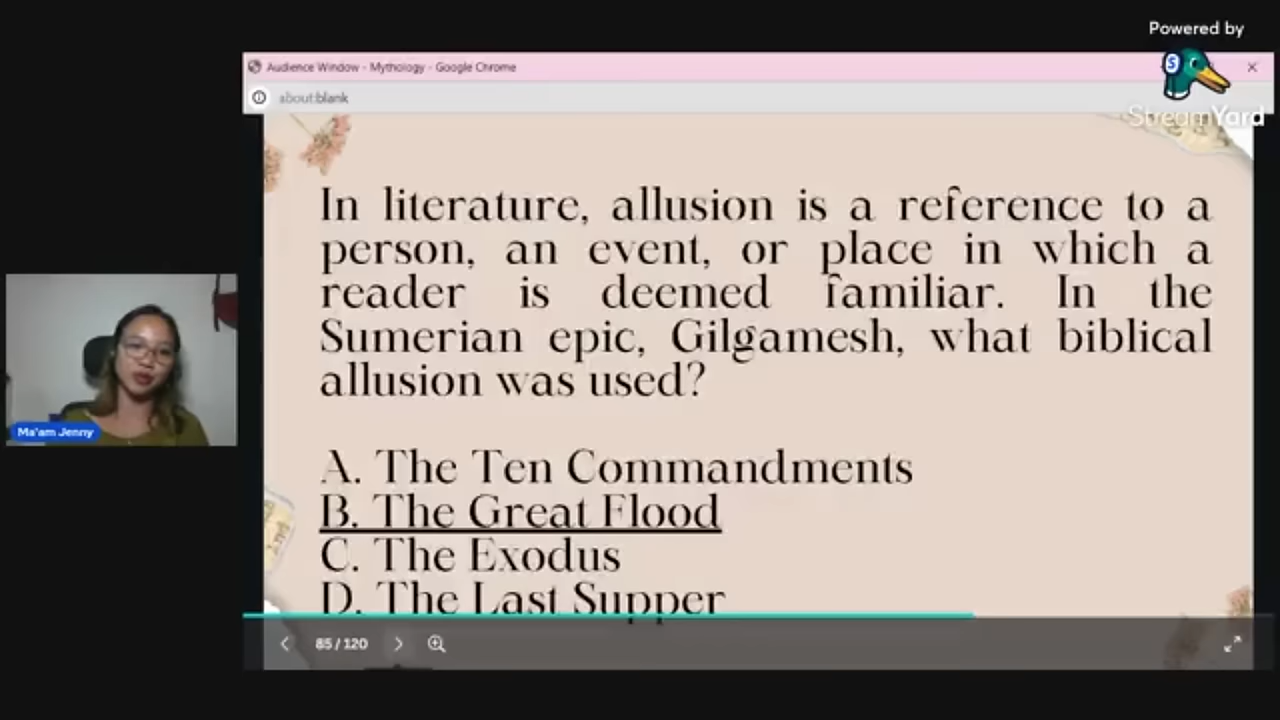 Powered by
StreamYard
Audience Window - Mythology - Google Chrome
about:blank
In literature, allusion is a reference to a
person, an event, or place in which a
reader is deemed familiar. In the
Sumerian epic, Gilgamesh, what biblical
allusion was used?
A. The Ten Commandments
B. The Great Flood
C. The Exodus
D. The Last Supper
Ma'am Jenny
85 / 120